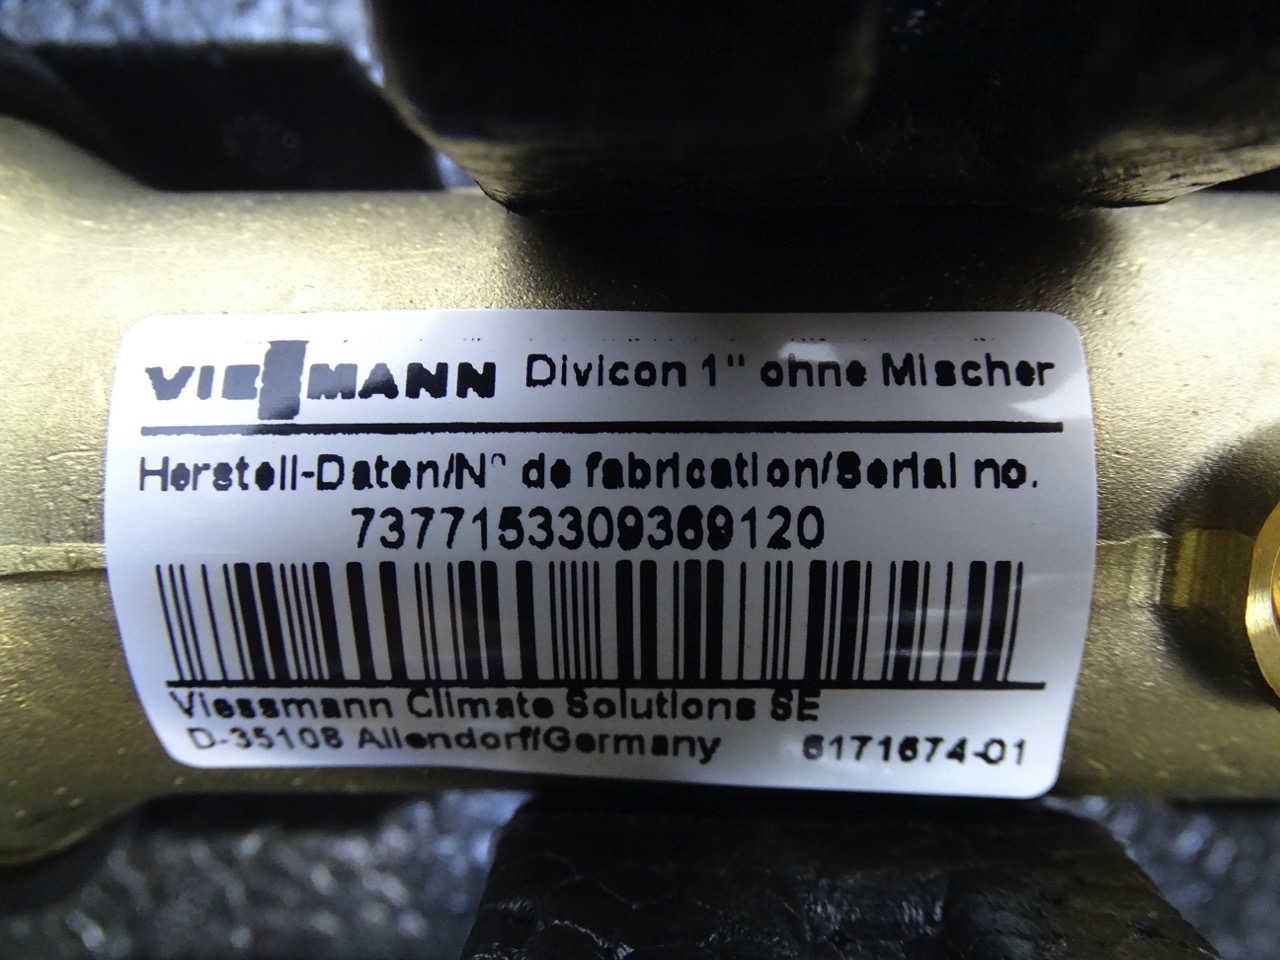 VIESSMANN Divicon 1" ohne Mischer
Herstell-Daten/N° de fabrication/Serial no.
7377153309369120
Viessmann Climate Solutions SE
D-35108 Allendorf/Germany 6171674-01